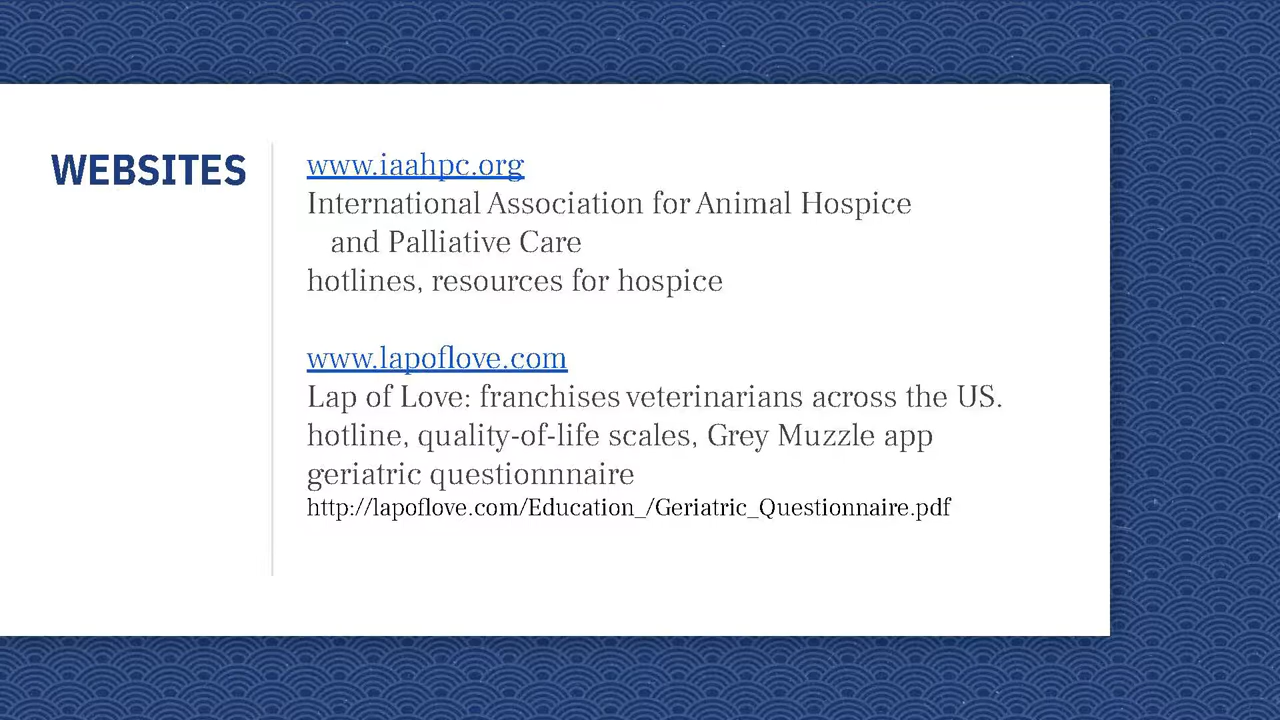 WEBSITES
www.iaahpc.org
International Association for Animal Hospice
and Palliative Care
hotlines, resources for hospice
www.lapoflove.com
Lap of Love: franchises veterinarians across the US.
hotline, quality-of-life scales, Grey Muzzle app
geriatric questionnnaire
http://lapoflove.com/Education_/Geriatric_Questionnaire.pdf